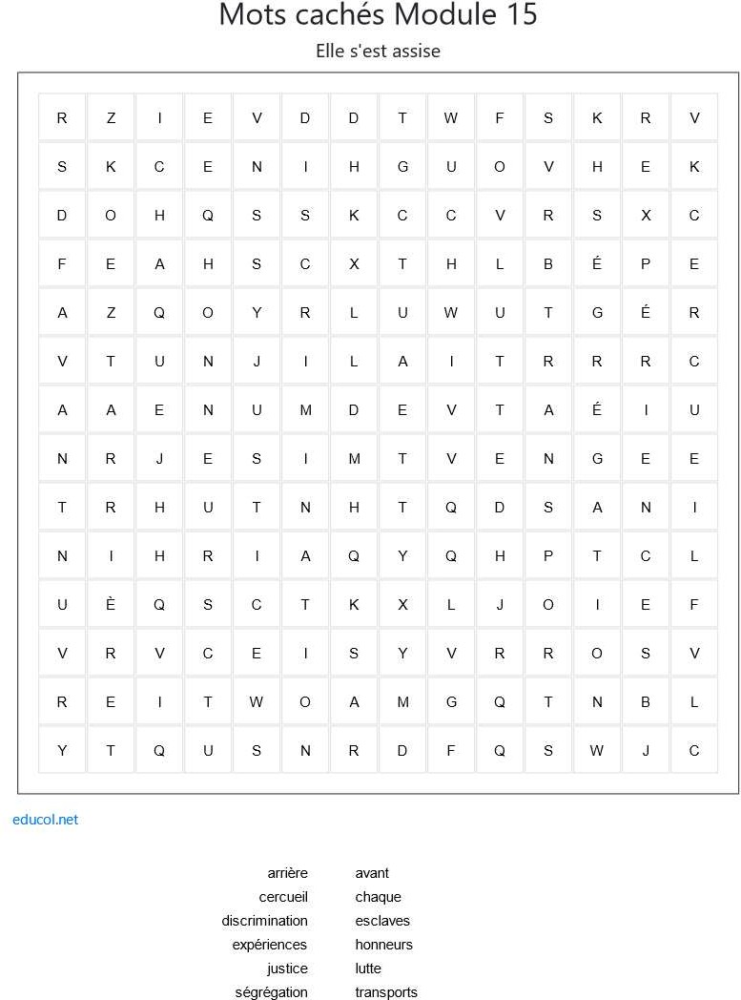 Mots cachés Module 15
Elle s'est assise
R Z I E V D D T W F S K R V
S K C E N I H G U O V H E K
D O H Q S S K C C V R S X C
F E A H S C X T H L B É P E
A Z Q O Y R L U W U T G É R
V T U N J I L A I T R R R C
A A E N U M D E V T A É I U
N R J E S I M T V E N G E E
T R H U T N H T Q D S A N I
N I H R I A Q Y Q H P T C L
U È Q S C T K X L J O I E F
V R V C E I S Y V R R O S V
R E I T W O A M G Q T N B L
Y T Q U S N R D F Q S W J C
educol.net
arrière avant
cercueil chaque
discrimination esclaves
expériences honneurs
justice lutte
ségrégation transports